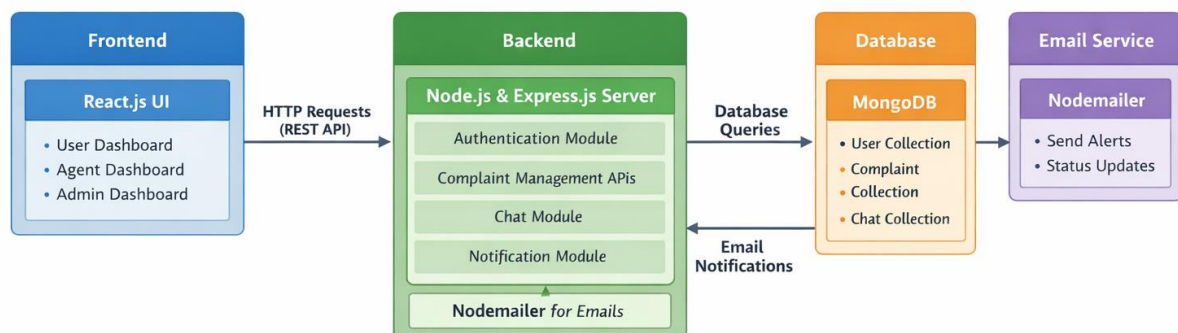 Frontend
React.js UI
• User Dashboard
• Agent Dashboard
• Admin Dashboard
HTTP Requests
(REST API)
Backend
Node.js & Express.js Server
Authentication Module
Complaint Management APIs
Chat Module
Notification Module
Nodemailer for Emails
Database
Queries
Email
Notifications
Database
MongoDB
• User Collection
• Complaint
• Collection
• Chat Collection
Email Service
Nodemailer
• Send Alerts
• Status Updates